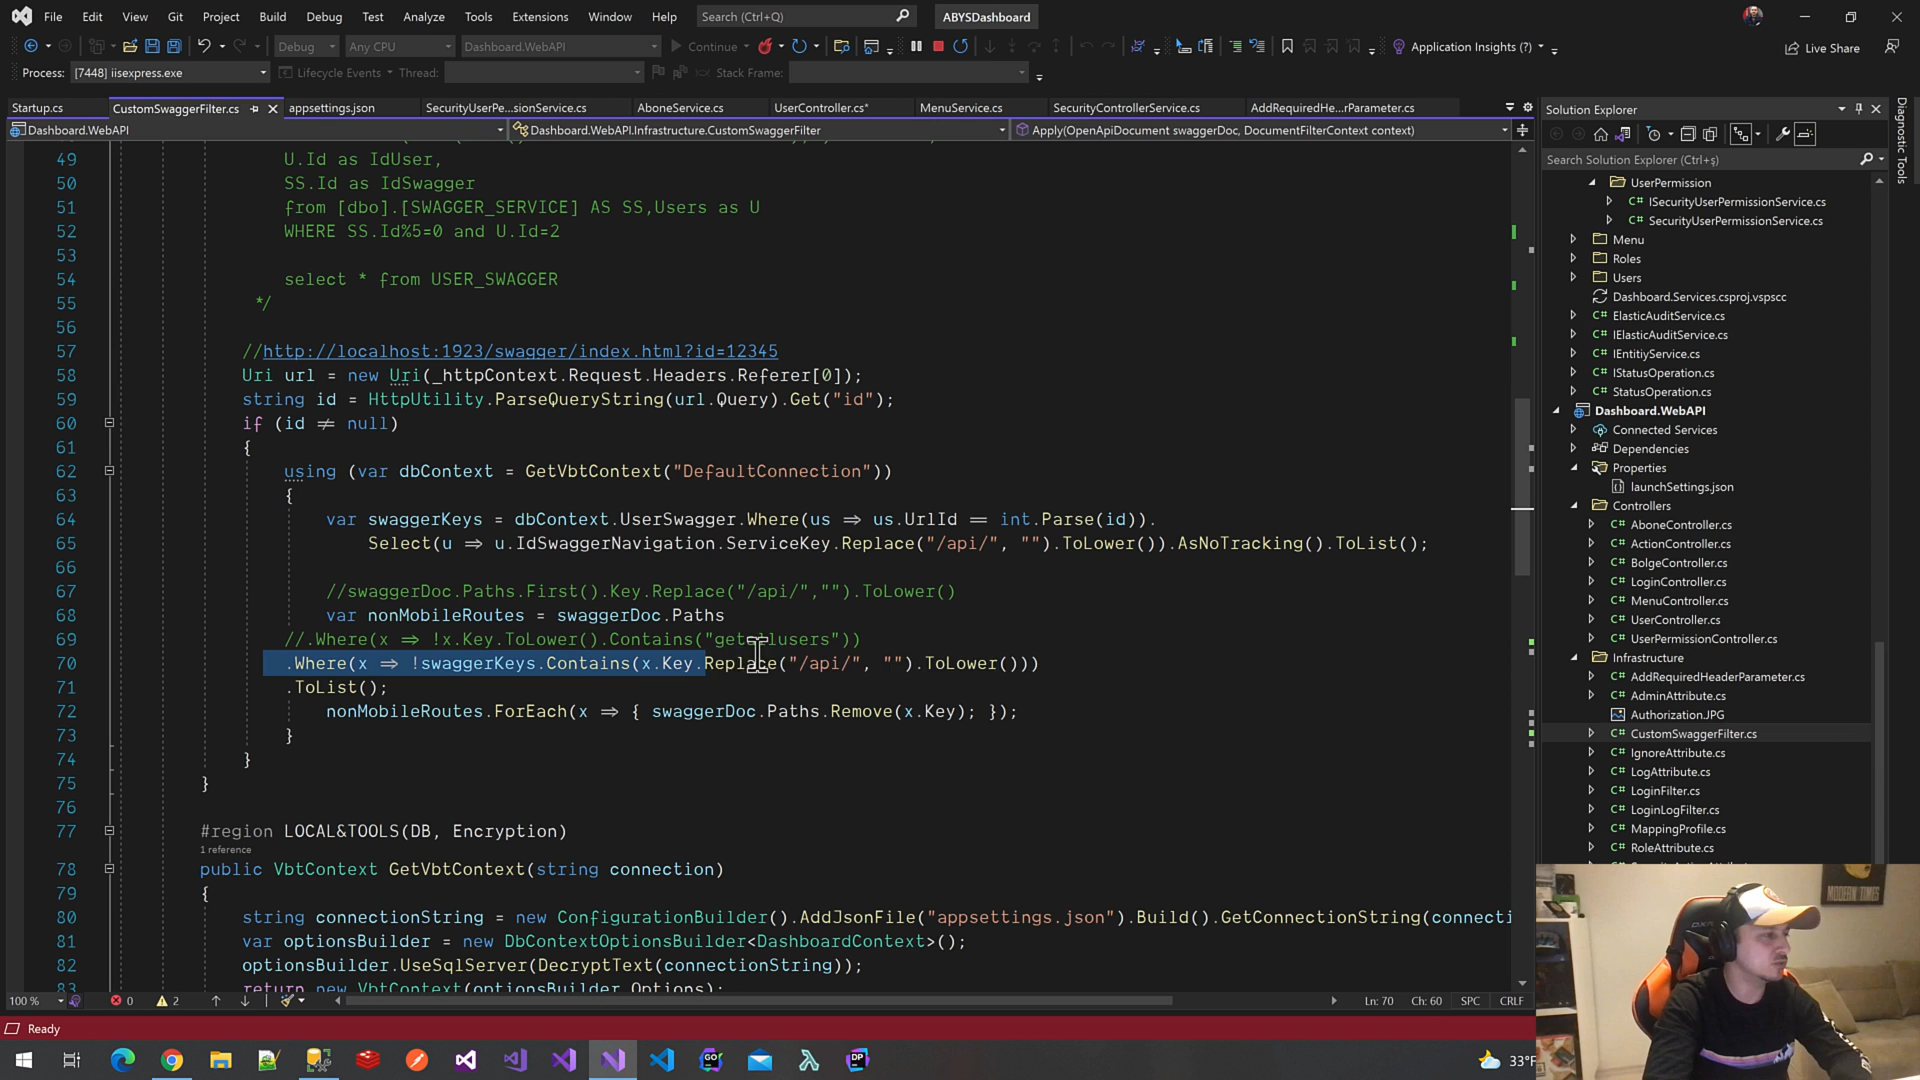 File Edit View Git Project Build Debug Test Analyze Tools Extensions Window Help Search (Ctrl+Q) ABYSDashboard
Debug Any CPU Dashboard.WebAPI Continue Application Insights (?) Live Share
Process: [7448] iisexpress.exe Lifecycle Events Thread: Stack Frame:
Startup.cs CustomSwaggerFilter.cs appsettings.json SecurityUserPe...sionService.cs AboneService.cs UserController.cs* MenuService.cs SecurityControllerService.cs AddRequiredHe...rParameter.cs
Dashboard.WebAPI Dashboard.WebAPI.Infrastructure.CustomSwaggerFilter Apply(OpenApiDocument swaggerDoc, DocumentFilterContext context)
49 U.Id as IdUser,
50 SS.Id as IdSwagger
51 from [dbo].[SWAGGER_SERVICE] AS SS,Users as U
52 WHERE SS.Id%5=0 and U.Id=2
53
54 select * from USER_SWAGGER
55 */
56
57 //http://localhost:1923/swagger/index.html?id=12345
58 Uri url = new Uri(_httpContext.Request.Headers.Referer[0]);
59 string id = HttpUtility.ParseQueryString(url.Query).Get("id");
60 if (id ≠ null)
61 {
62 using (var dbContext = GetVbtContext("DefaultConnection"))
63 {
64 var swaggerKeys = dbContext.UserSwagger.Where(us ⇒ us.UrlId == int.Parse(id)).
65 Select(u ⇒ u.IdSwaggerNavigation.ServiceKey.Replace("/api/", "").ToLower()).AsNoTracking().ToList();
66
67 //swaggerDoc.Paths.First().Key.Replace("/api/","").ToLower()
68 var nonMobileRoutes = swaggerDoc.Paths
69 //.Where(x ⇒ !x.Key.ToLower().Contains("getallusers"))
70 .Where(x ⇒ !swaggerKeys.Contains(x.Key.Replace("/api/", "").ToLower()))
71 .ToList();
72 nonMobileRoutes.ForEach(x ⇒ { swaggerDoc.Paths.Remove(x.Key); });
73 }
74 }
75 }
76
77 #region LOCAL&TOOLS(DB, Encryption)
1 reference
78 public VbtContext GetVbtContext(string connection)
79 {
80 string connectionString = new ConfigurationBuilder().AddJsonFile("appsettings.json").Build().GetConnectionString(connecti
81 var optionsBuilder = new DbContextOptionsBuilder<DashboardContext>();
82 optionsBuilder.UseSqlServer(DecryptText(connectionString));
83 return new VbtContext(optionsBuilder.Options);
100 % 0 2 Ln: 70 Ch: 60 SPC CRLF
Ready
Solution Explorer
Search Solution Explorer (Ctrl+ş)
UserPermission
C# ISecurityUserPermissionService.cs
C# SecurityUserPermissionService.cs
Menu
Roles
Users
Dashboard.Services.csproj.vspscc
C# ElasticAuditService.cs
C# IElasticAuditService.cs
C# IEntitiyService.cs
C# IStatusOperation.cs
C# StatusOperation.cs
Dashboard.WebAPI
Connected Services
Dependencies
Properties
launchSettings.json
Controllers
C# AboneController.cs
C# ActionController.cs
C# BolgeController.cs
C# LoginController.cs
C# MenuController.cs
C# UserController.cs
C# UserPermissionController.cs
Infrastructure
C# AddRequiredHeaderParameter.cs
C# AdminAttribute.cs
Authorization.JPG
C# CustomSwaggerFilter.cs
C# IgnoreAttribute.cs
C# LogAttribute.cs
C# LoginFilter.cs
C# LoginLogFilter.cs
C# MappingProfile.cs
C# RoleAttribute.cs
Diagnostic Tools
MODERN TIMES
33°F